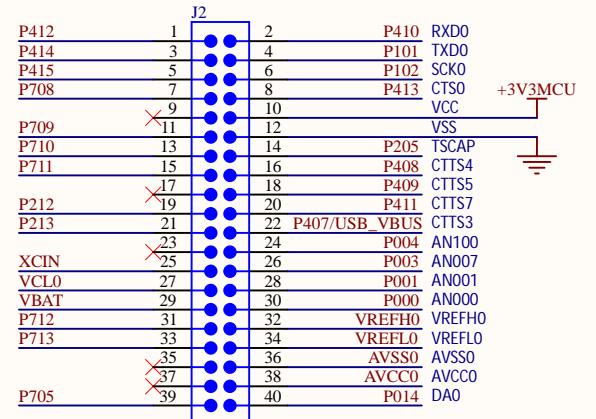 J2
P412 1 2 P410 RXD0
P414 3 4 P101 TXD0
P415 5 6 P102 SCK0
P708 7 8 P413 CTS0 +3V3MCU
9 10 VCC
P709 11 12 VSS
P710 13 14 P205 TSCAP
P711 15 16 P408 CTTS4
17 18 P409 CTTS5
P212 19 20 P411 CTTS7
P213 21 22 P407/USB_VBUS CTTS3
23 24 P004 AN100
XCIN 25 26 P003 AN007
VCL0 27 28 P001 AN001
VBAT 29 30 P000 AN000
P712 31 32 VREFH0 VREFH0
P713 33 34 VREFL0 VREFL0
35 36 AVSS0 AVSS0
37 38 AVCC0 AVCC0
P705 39 40 P014 DA0